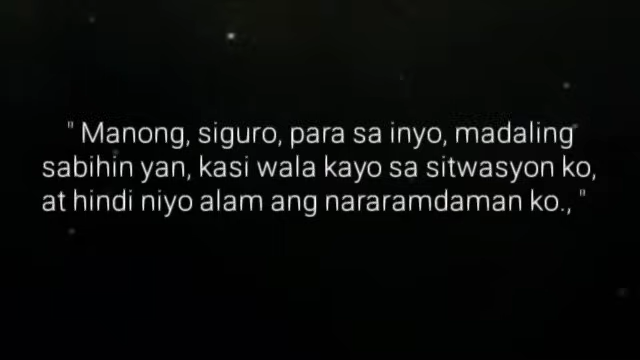 " Manong, siguro, para sa inyo, madaling
sabihin yan, kasi wala kayo sa sitwasyon ko,
at hindi niyo alam ang nararamdaman ko., "